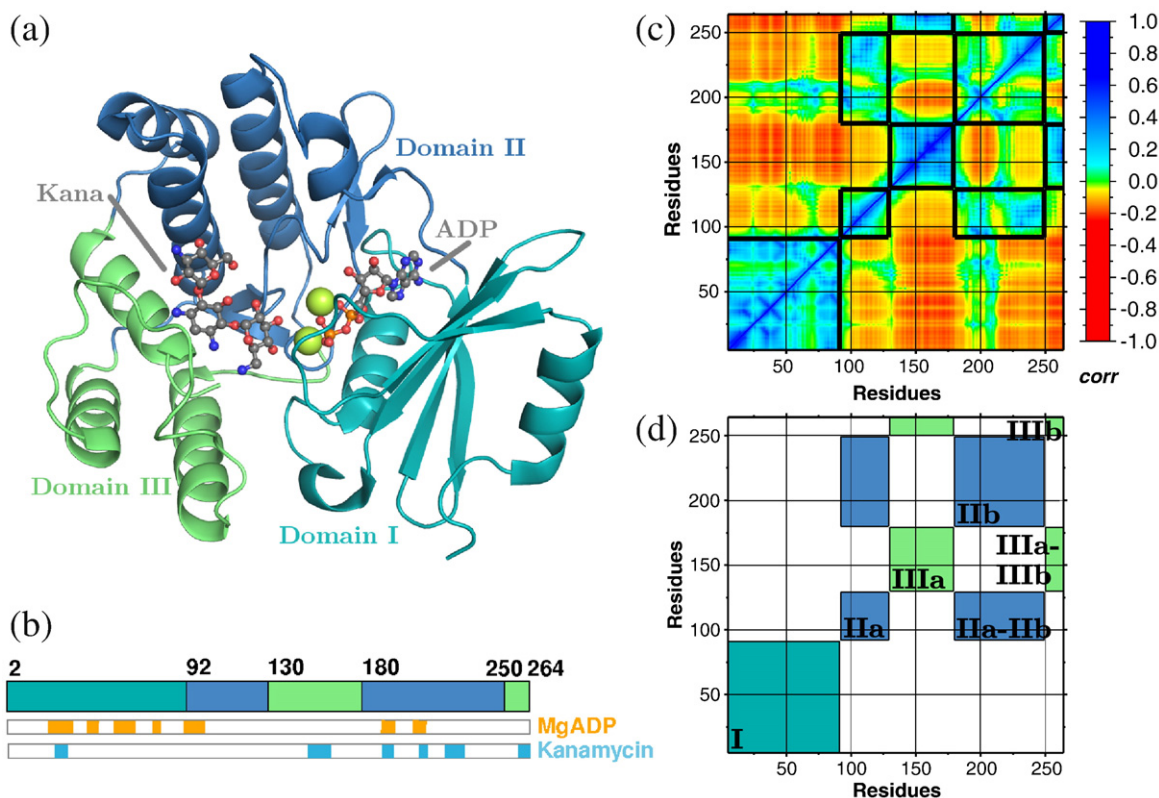 (a)
Domain II
Kana
ADP
Domain III
Domain I
(b)
2 92 130 180 250 264
MgADP
Kanamycin
(c)
250
200
150
100
50
Residues
50 100 150 200 250
Residues
1.0
0.8
0.6
0.4
0.2
0.0
-0.2
-0.4
-0.6
-0.8
-1.0
corr
(d)
250
200
150
100
50
Residues
IIIb
IIb
IIIa-
IIIb
IIIa
IIa
IIa-IIb
I
50 100 150 200 250
Residues